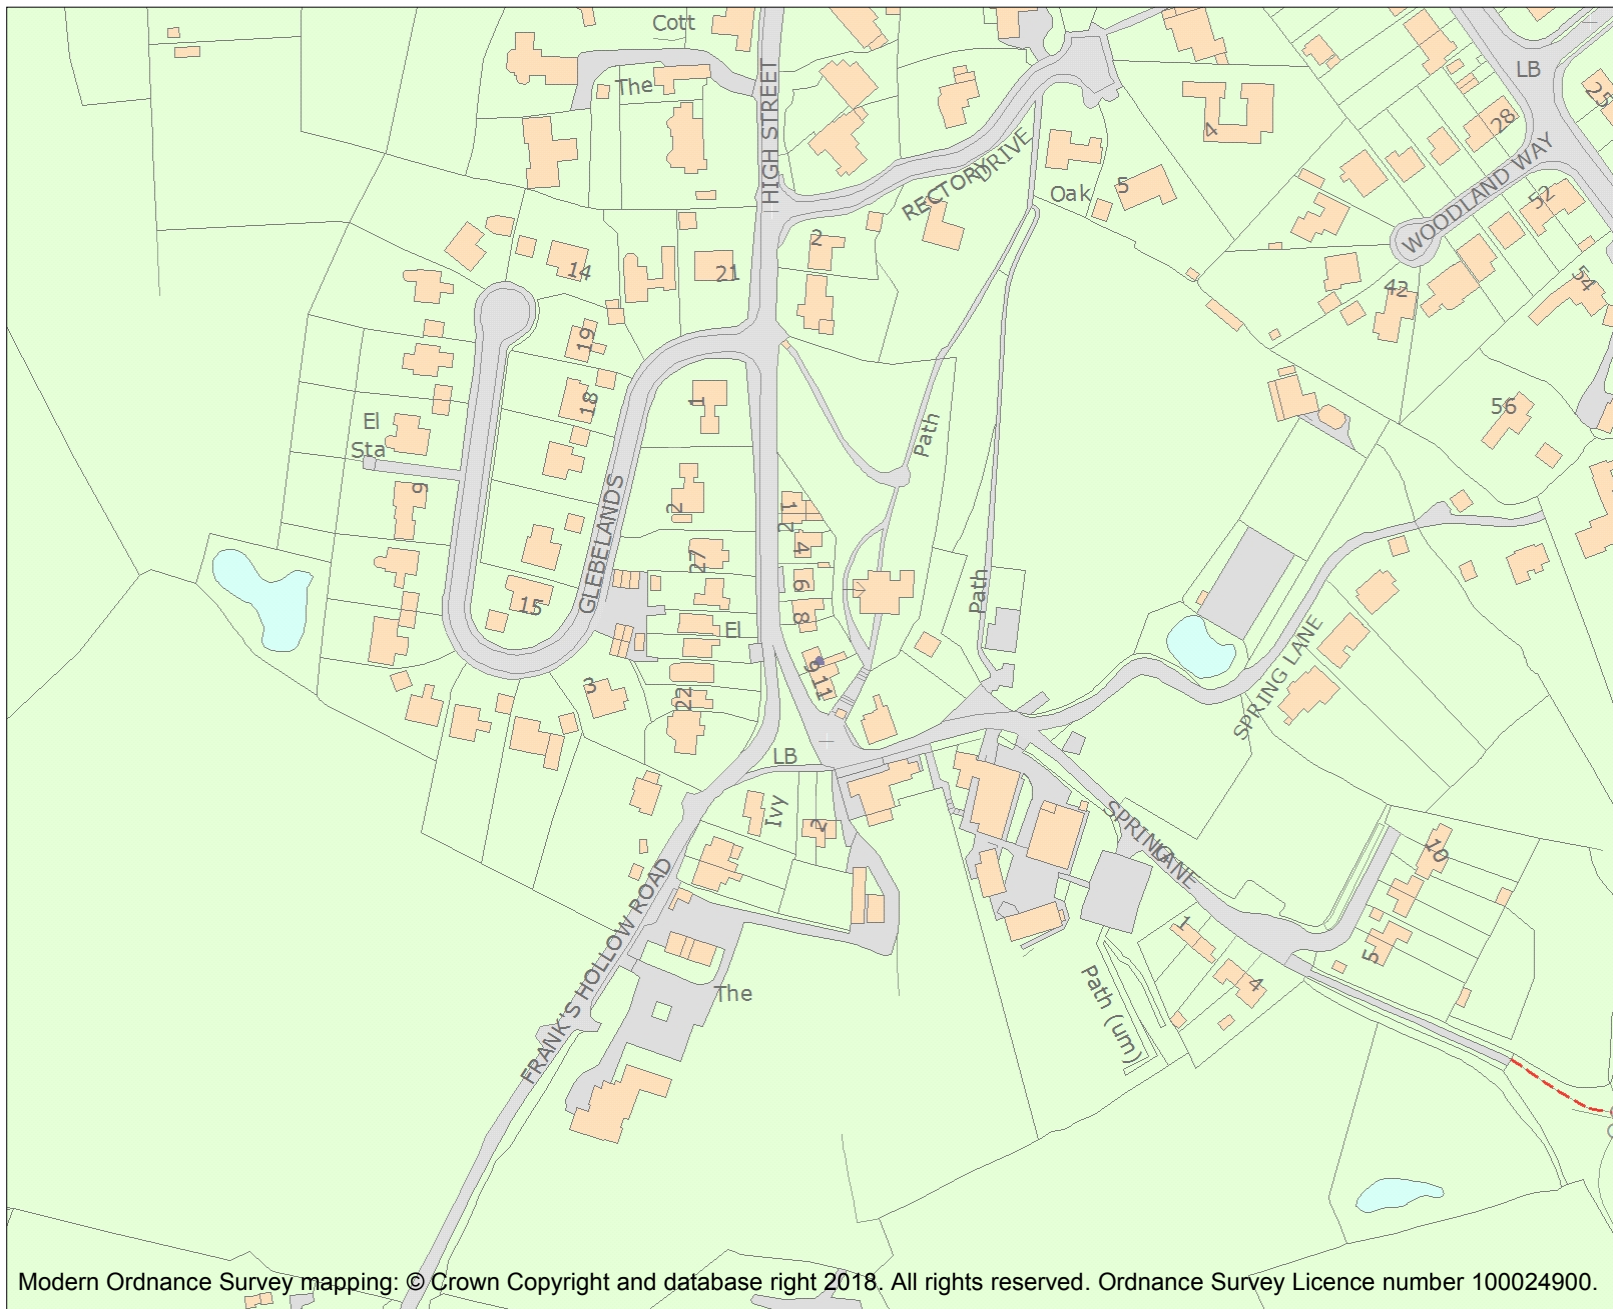 Cott
The
HIGH STREET
RECTORY DRIVE
Oak
5
4
LB
25
28
WOODLAND WAY
52
54
42
56
2
14
21
19
18
1
El
Sta
9
GLEBELANDS
2
27
15
El
3
22
1
2
4
6
8
9
11
Path
Path
SPRING LANE
LB
Ivy
2
SPRING
LANE
10
5
1
4
Path (um)
FRANK'S HOLLOW ROAD
The
Modern Ordnance Survey mapping: © Crown Copyright and database right 2018. All rights reserved. Ordnance Survey Licence number 100024900.